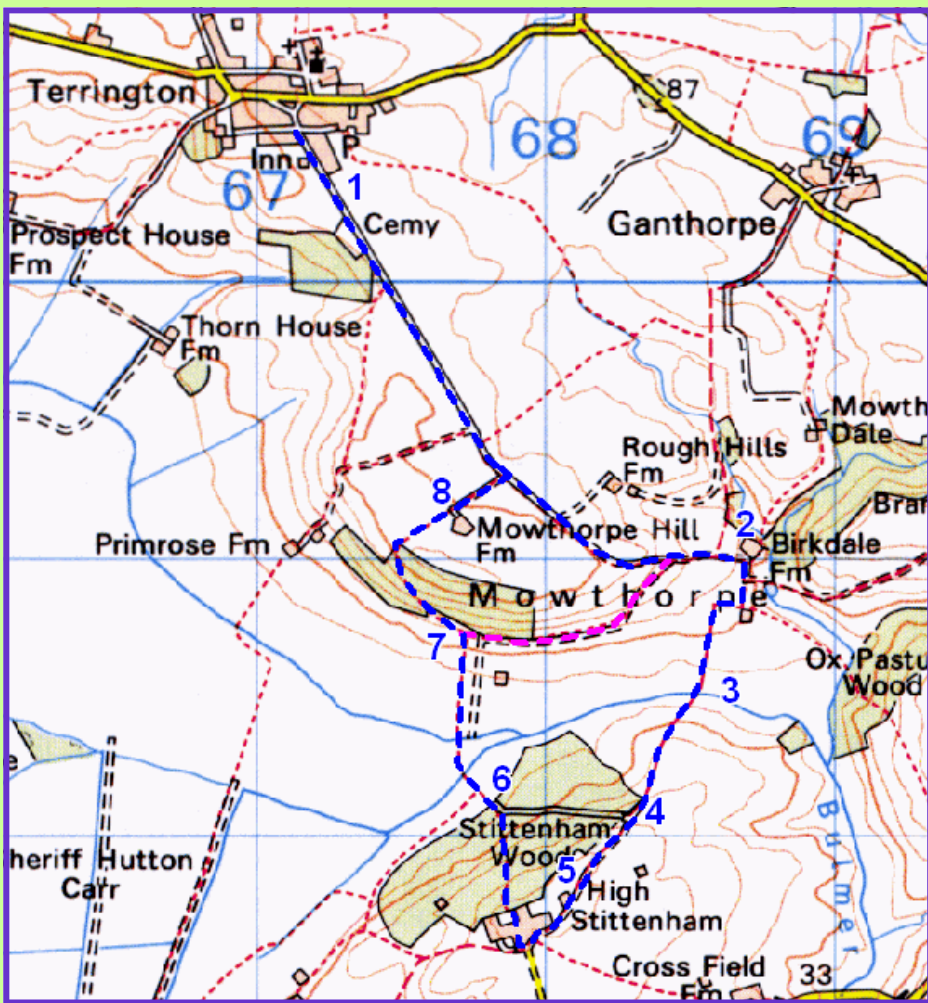 87
Terrington
68
69
Inn
P
67
1
Cemy
Ganthorpe
Prospect House
Fm
Thorn House
Fm
Mowth
Dale
Rough Hills
Fm
8
Bran
Mowthorpe Hill
Fm
2
Primrose Fm
Birkdale
Fm
Mowthorpe
7
Ox Pastu
Wood
3
6
4
Stittenham
Wood
Bulmer
heriff Hutton
Carr
5
High
Stittenham
Cross Field
Fm
33